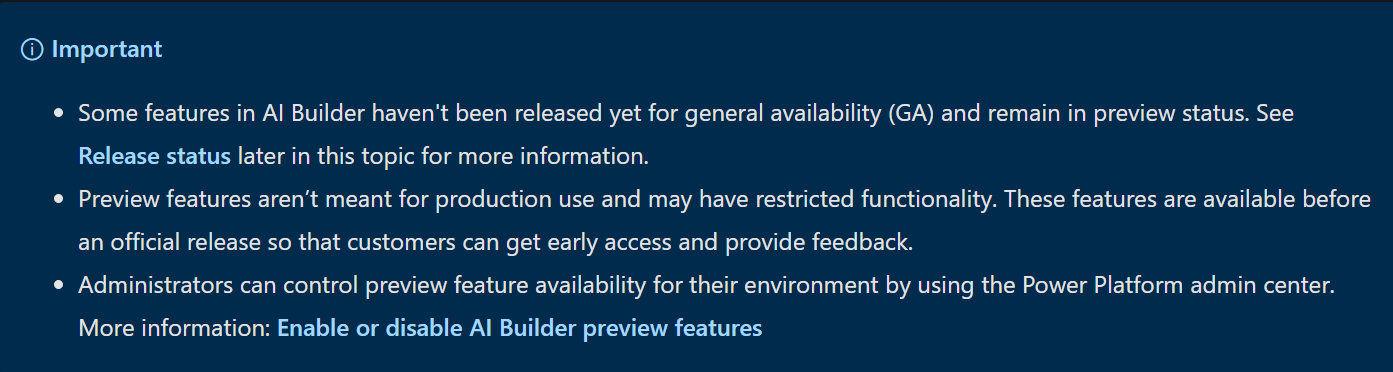 Important
• Some features in AI Builder haven't been released yet for general availability (GA) and remain in preview status. See
Release status later in this topic for more information.
• Preview features aren’t meant for production use and may have restricted functionality. These features are available before
an official release so that customers can get early access and provide feedback.
• Administrators can control preview feature availability for their environment by using the Power Platform admin center.
More information: Enable or disable AI Builder preview features